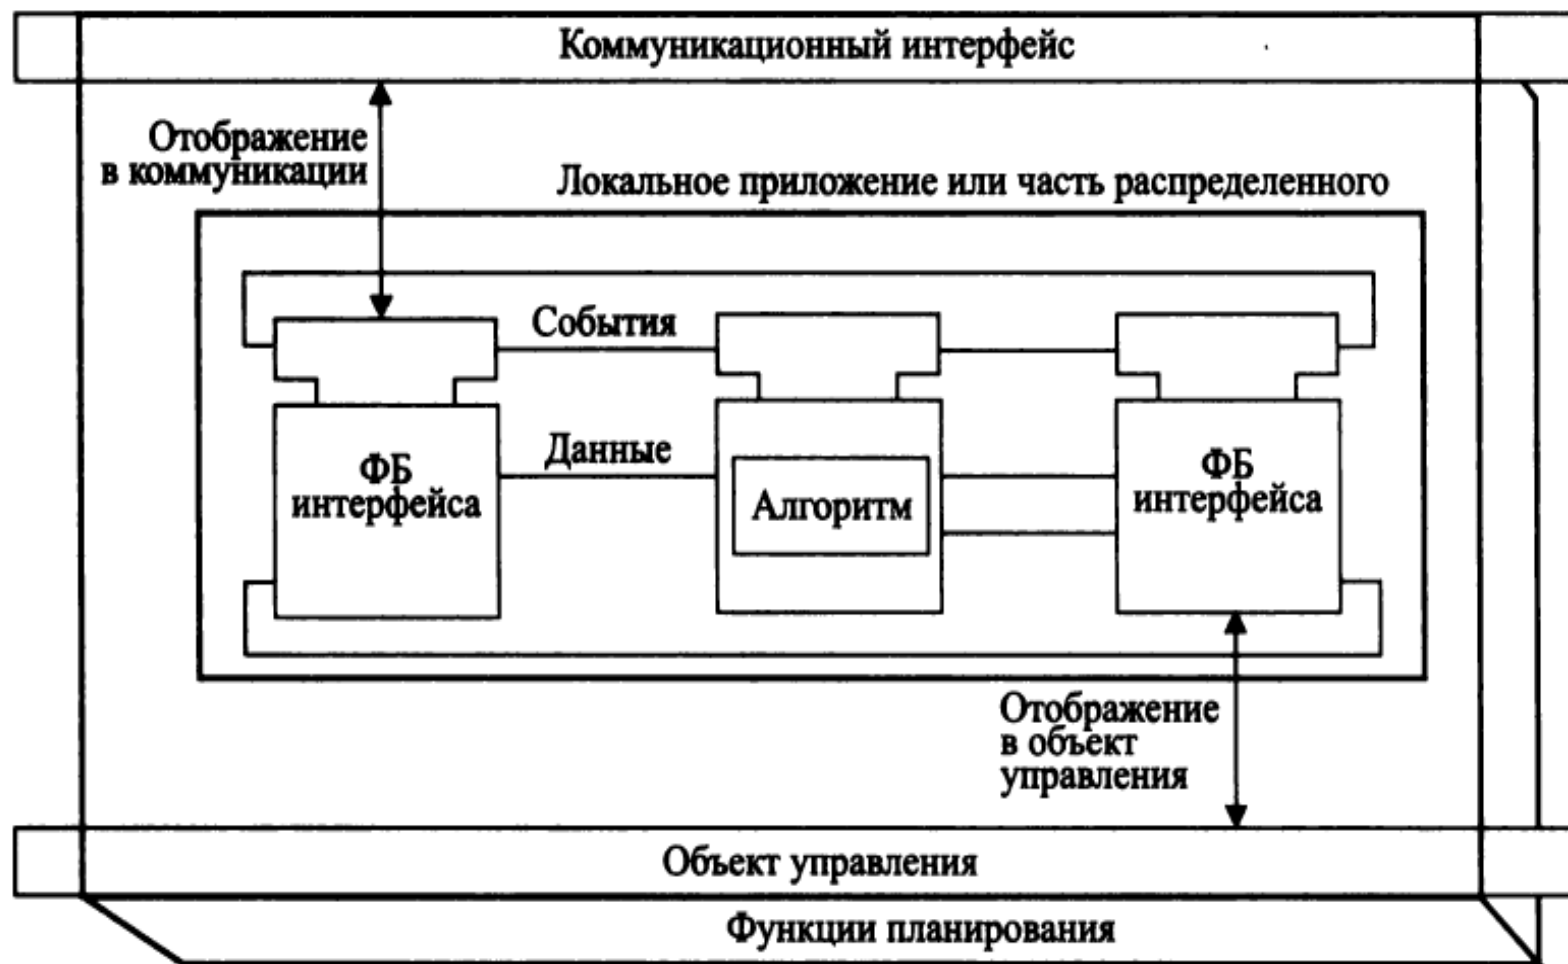 Коммуникационный интерфейс
Отображение
в коммуникации
Локальное приложение или часть распределенного
События
Данные
ФБ
интерфейса
Алгоритм
ФБ
интерфейса
Отображение
в объект
управления
Объект управления
Функции планирования